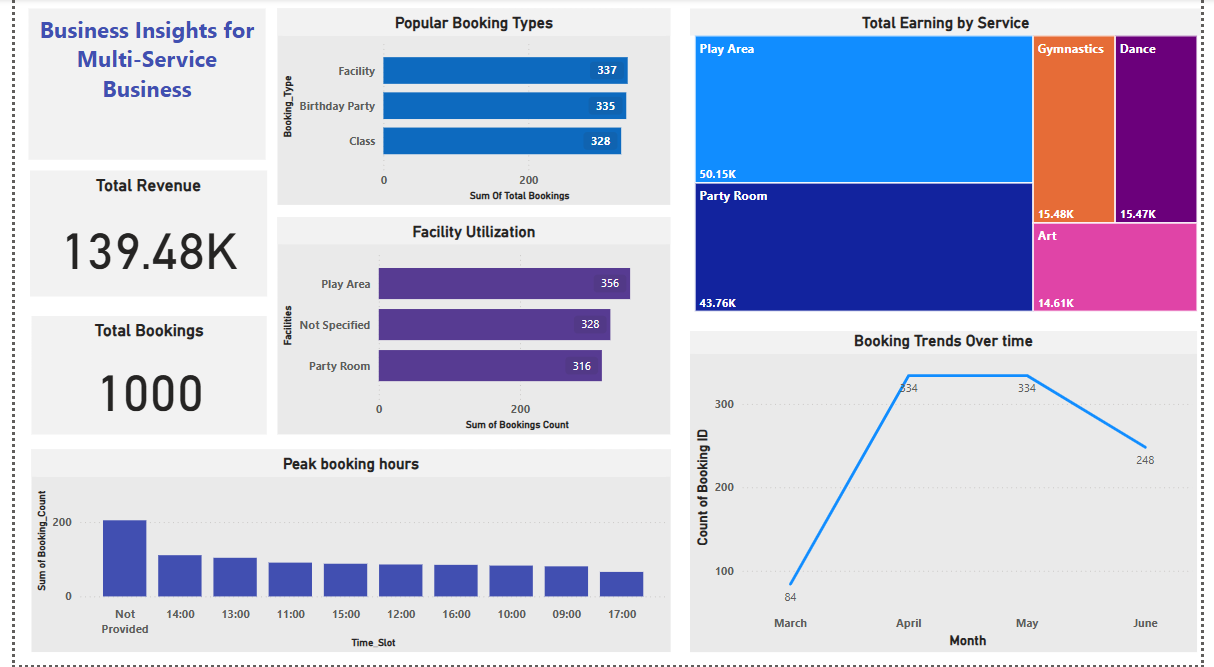 Business Insights for
Multi-Service
Business
Total Revenue
139.48K
Total Bookings
1000
Popular Booking Types
Booking_Type
Facility
337
Birthday Party
335
Class
328
0
200
Sum Of Total Bookings
Facility Utilization
Facilities
Play Area
356
Not Specified
328
Party Room
316
0
200
Sum of Bookings Count
Peak booking hours
Sum of Booking_Count
200
0
Not
Provided
14:00
13:00
11:00
15:00
12:00
16:00
10:00
09:00
17:00
Time_Slot
Total Earning by Service
Play Area
50.15K
Party Room
43.76K
Gymnastics
15.48K
Dance
15.47K
Art
14.61K
Booking Trends Over time
Count of Booking ID
300
200
100
84
334
334
248
March
April
May
June
Month